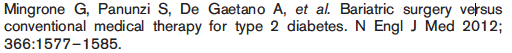 Mingrone G, Panunzi S, De Gaetano A, et al. Bariatric surgery versus
conventional medical therapy for type 2 diabetes. N Engl J Med 2012;
366:1577–1585.